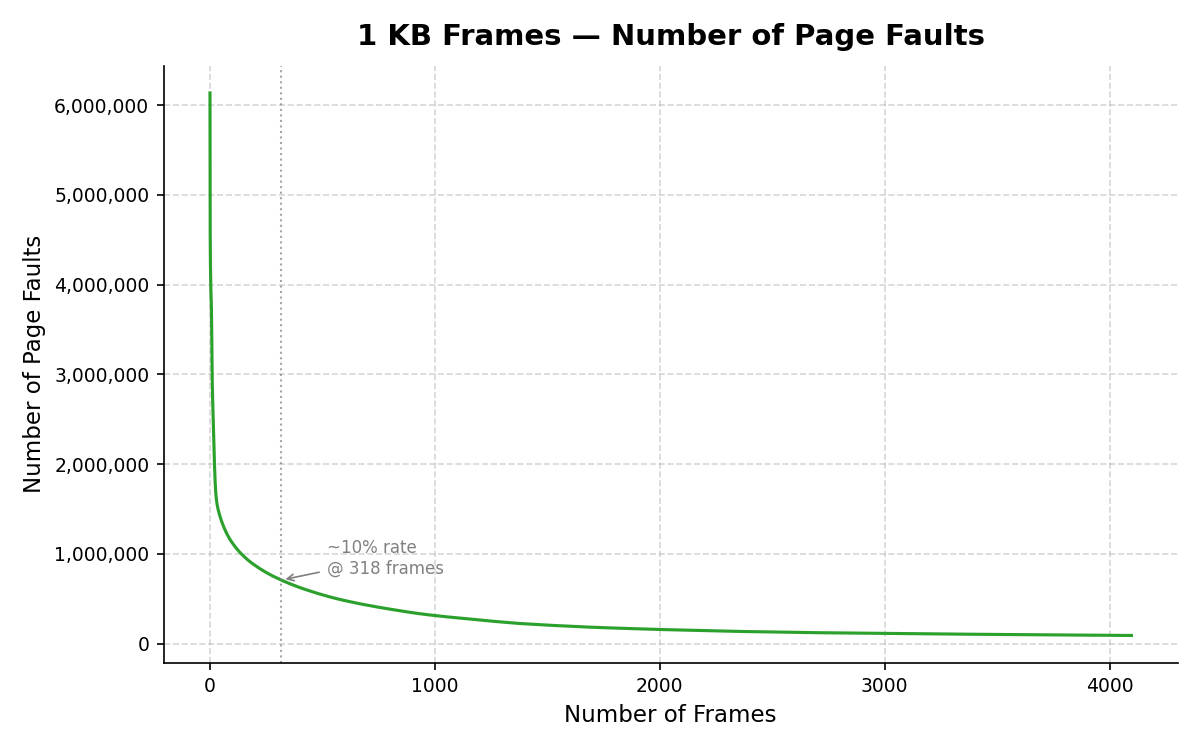 1 KB Frames — Number of Page Faults
Number of Page Faults
6,000,000
5,000,000
4,000,000
3,000,000
2,000,000
1,000,000
0
~10% rate
@ 318 frames
0
1000
2000
3000
4000
Number of Frames